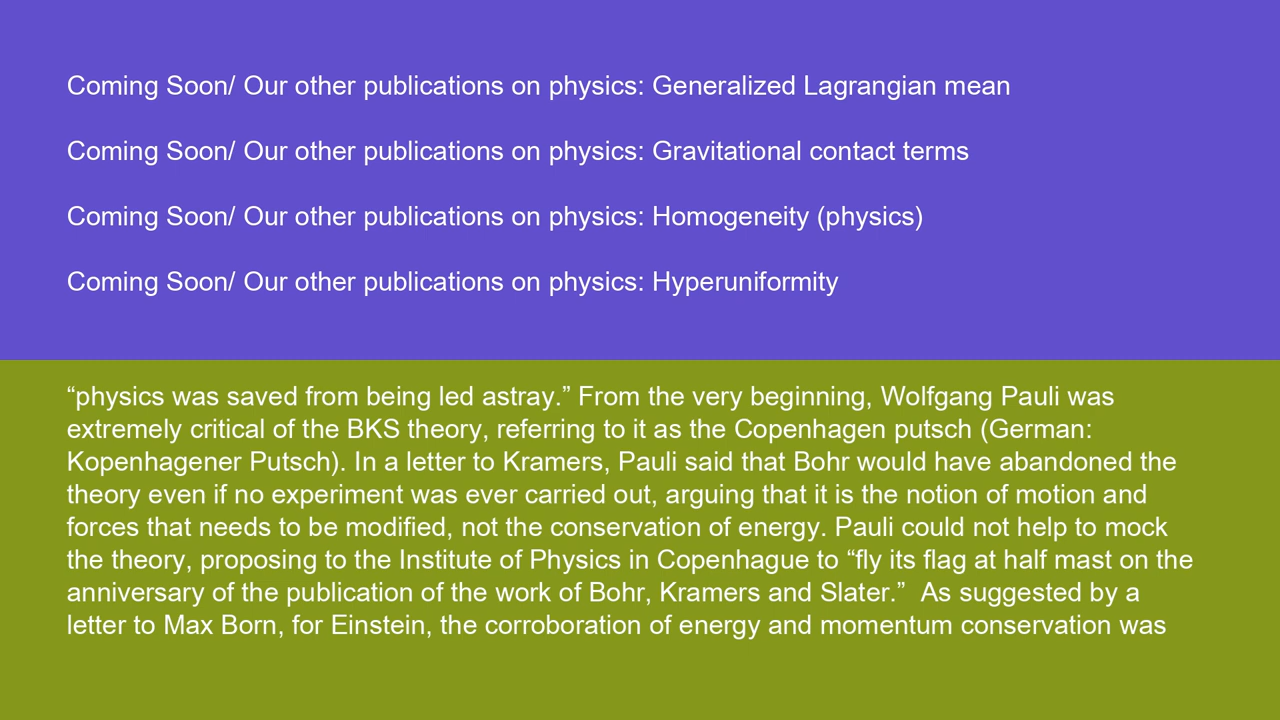 Coming Soon/ Our other publications on physics: Generalized Lagrangian mean
Coming Soon/ Our other publications on physics: Gravitational contact terms
Coming Soon/ Our other publications on physics: Homogeneity (physics)
Coming Soon/ Our other publications on physics: Hyperuniformity
“physics was saved from being led astray.” From the very beginning, Wolfgang Pauli was
extremely critical of the BKS theory, referring to it as the Copenhagen putsch (German:
Kopenhagener Putsch). In a letter to Kramers, Pauli said that Bohr would have abandoned the
theory even if no experiment was ever carried out, arguing that it is the notion of motion and
forces that needs to be modified, not the conservation of energy. Pauli could not help to mock
the theory, proposing to the Institute of Physics in Copenhague to “fly its flag at half mast on the
anniversary of the publication of the work of Bohr, Kramers and Slater.”  As suggested by a
letter to Max Born, for Einstein, the corroboration of energy and momentum conservation was